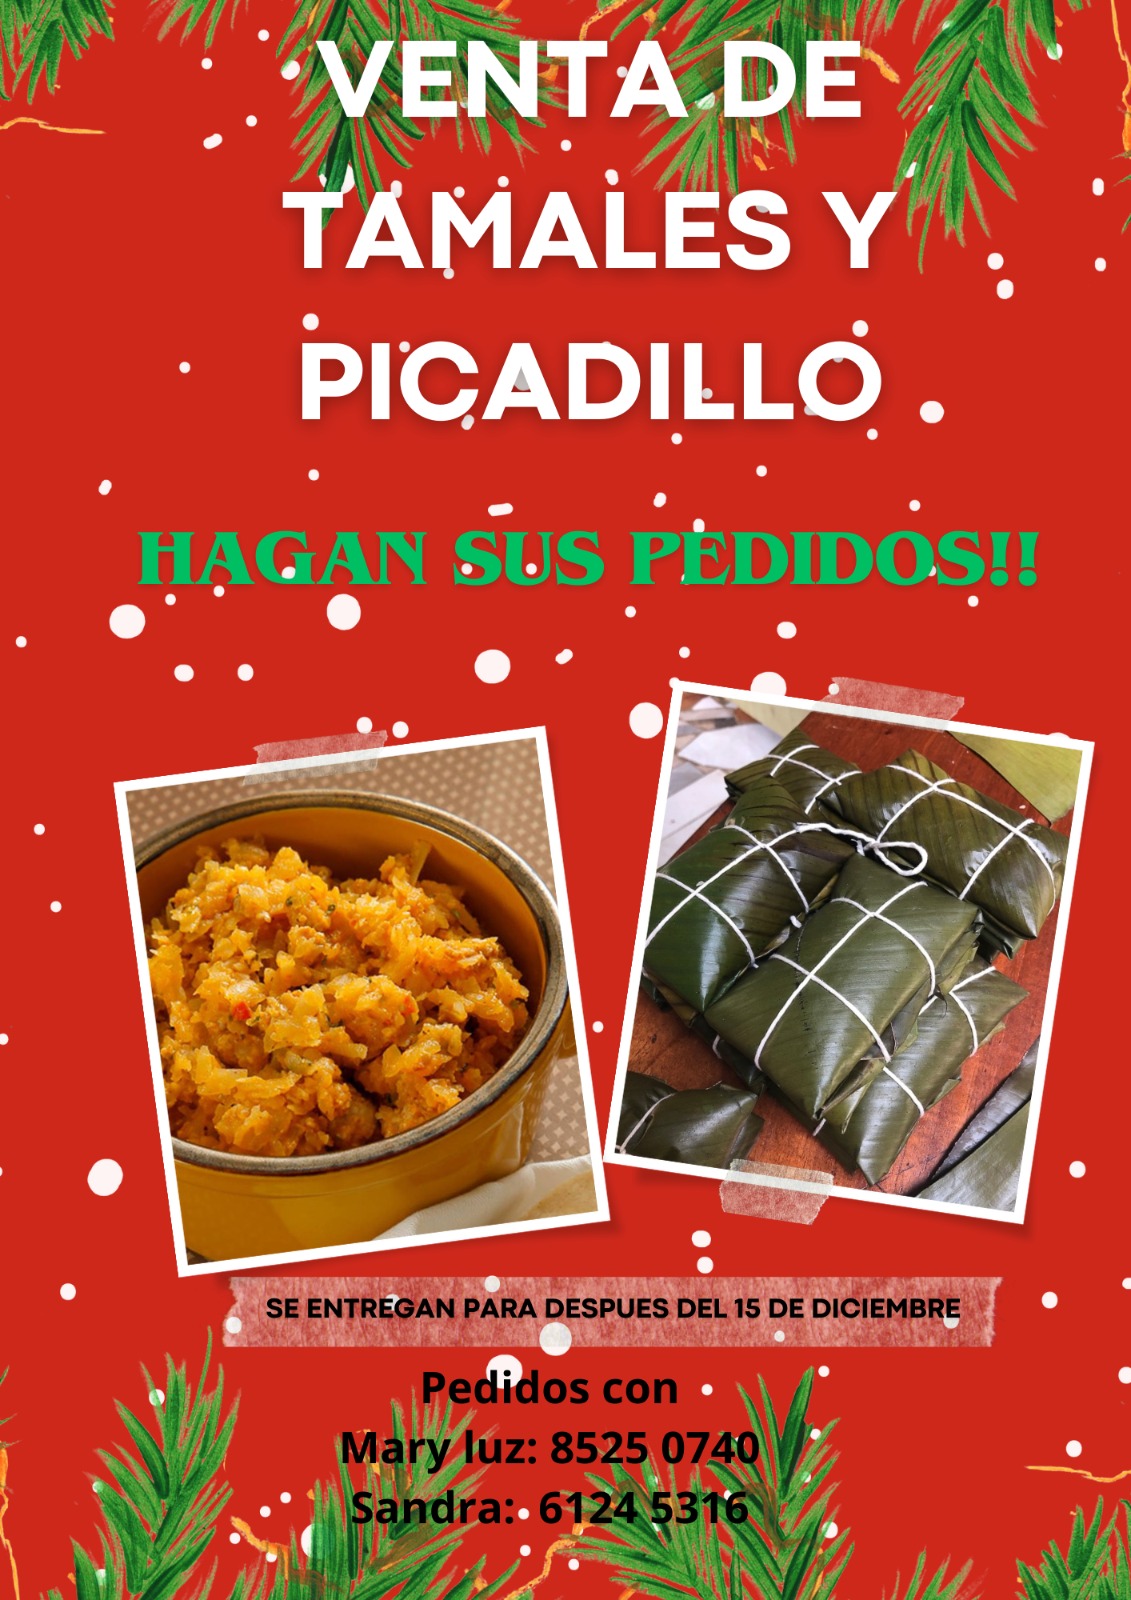 VENTA DE
TAMALES Y
PICADILLO
HAGAN SUS PEDIDOS!!
SE ENTREGAN PARA DESPUES DEL 15 DE DICIEMBRE
Pedidos con
Mary luz: 8525 0740
Sandra: 6124 5316